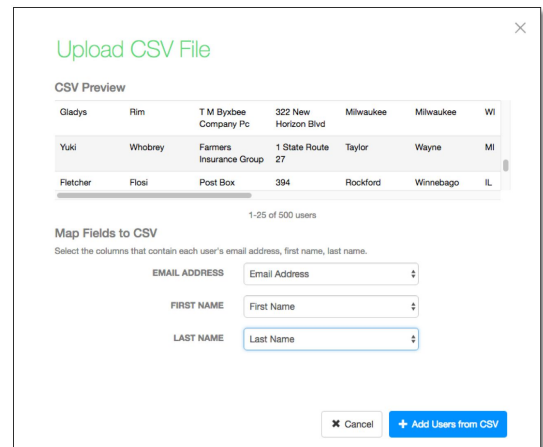 Upload CSV File
CSV Preview
Gladys Rim T M Byxbee Company Pc 322 New Horizon Blvd Milwaukee Milwaukee WI
Yuki Whobrey Farmers Insurance Group 1 State Route 27 Taylor Wayne MI
Fletcher Flosi Post Box 394 Rockford Winnebago IL
1-25 of 500 users
Map Fields to CSV
Select the columns that contain each user's email address, first name, last name.
EMAIL ADDRESS Email Address
FIRST NAME First Name
LAST NAME Last Name
Cancel Add Users from CSV